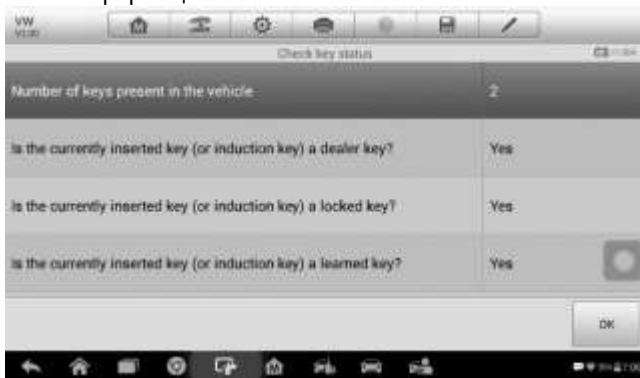 VW
Check key status
Number of keys present in the vehicle 2
Is the currently inserted key (or induction key) a dealer key? Yes
Is the currently inserted key (or induction key) a locked key? Yes
Is the currently inserted key (or induction key) a learned key? Yes
OK